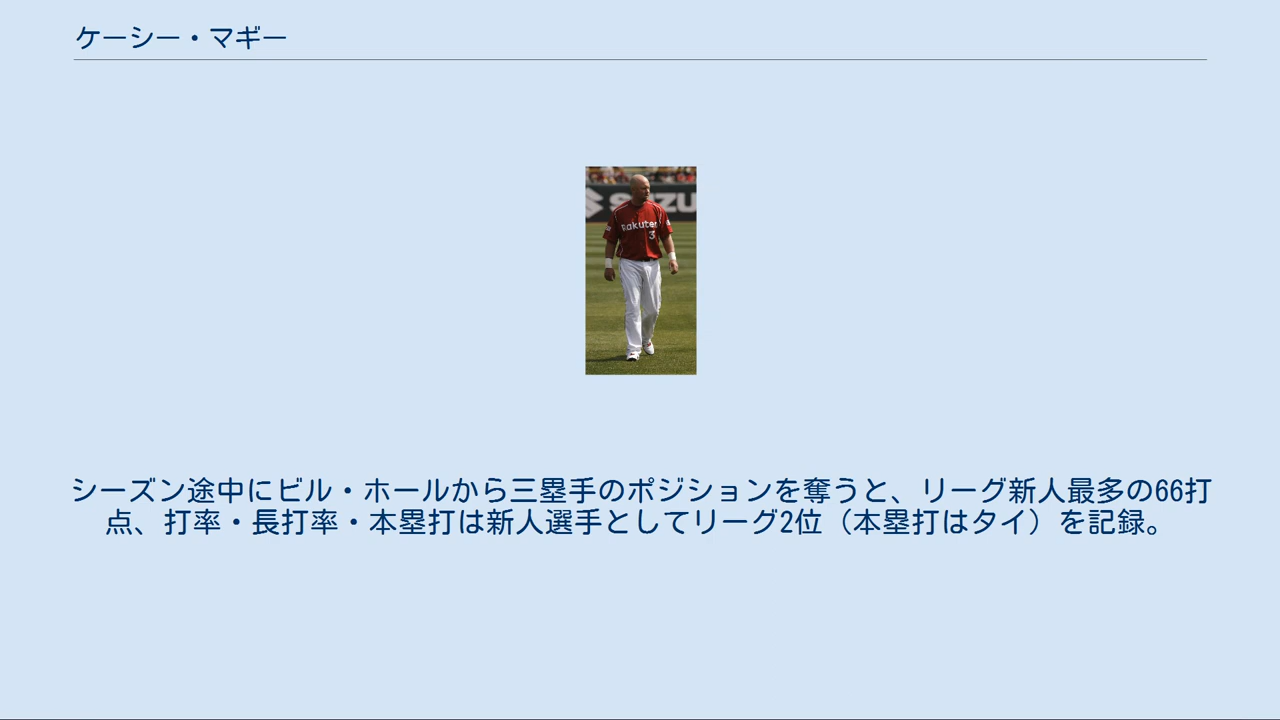 ケーシー・マギー
SUZU
Rakuten
3
シーズン途中にビル・ホールから三塁手のポジションを奪うと、リーグ新人最多の66打
点、打率・長打率・本塁打は新人選手としてリーグ2位（本塁打はタイ）を記録。